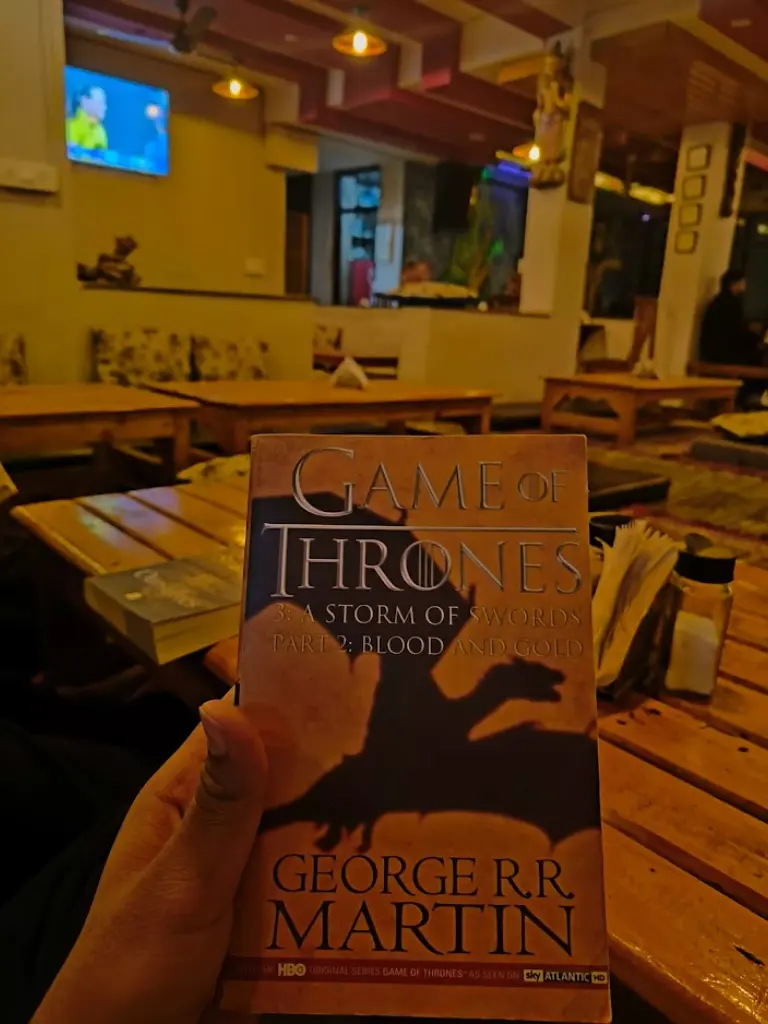 GAME OF
THRONES
3: A STORM OF SWORDS
PART 2: BLOOD AND GOLD
GEORGE R.R.
MARTIN
HBO ORIGINAL SERIES GAME OF THRONES AS SEEN ON sky ATLANTIC HD